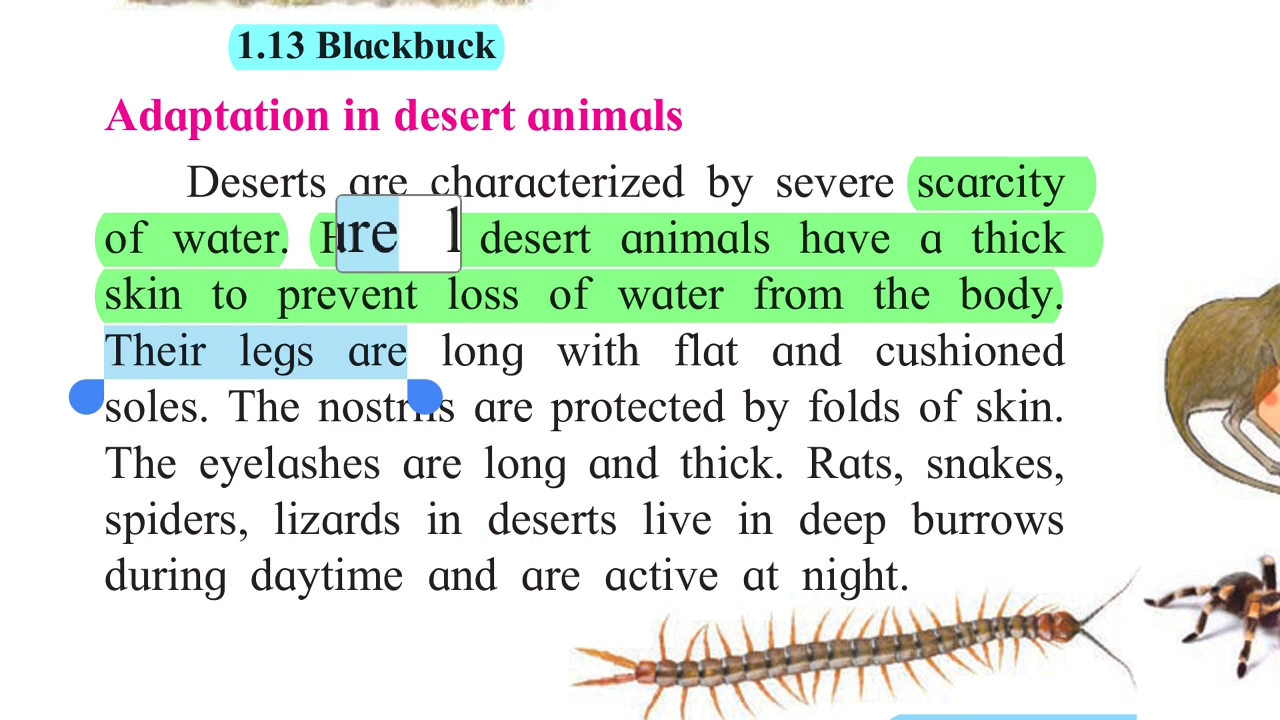 1.13 Blackbuck
Adaptation in desert animals
Deserts are characterized by severe scarcity
of water. desert animals have a thick
skin to prevent loss of water from the body.
Their legs are long with flat and cushioned
soles. The nostrils are protected by folds of skin.
The eyelashes are long and thick. Rats, snakes,
spiders, lizards in deserts live in deep burrows
during daytime and are active at night.